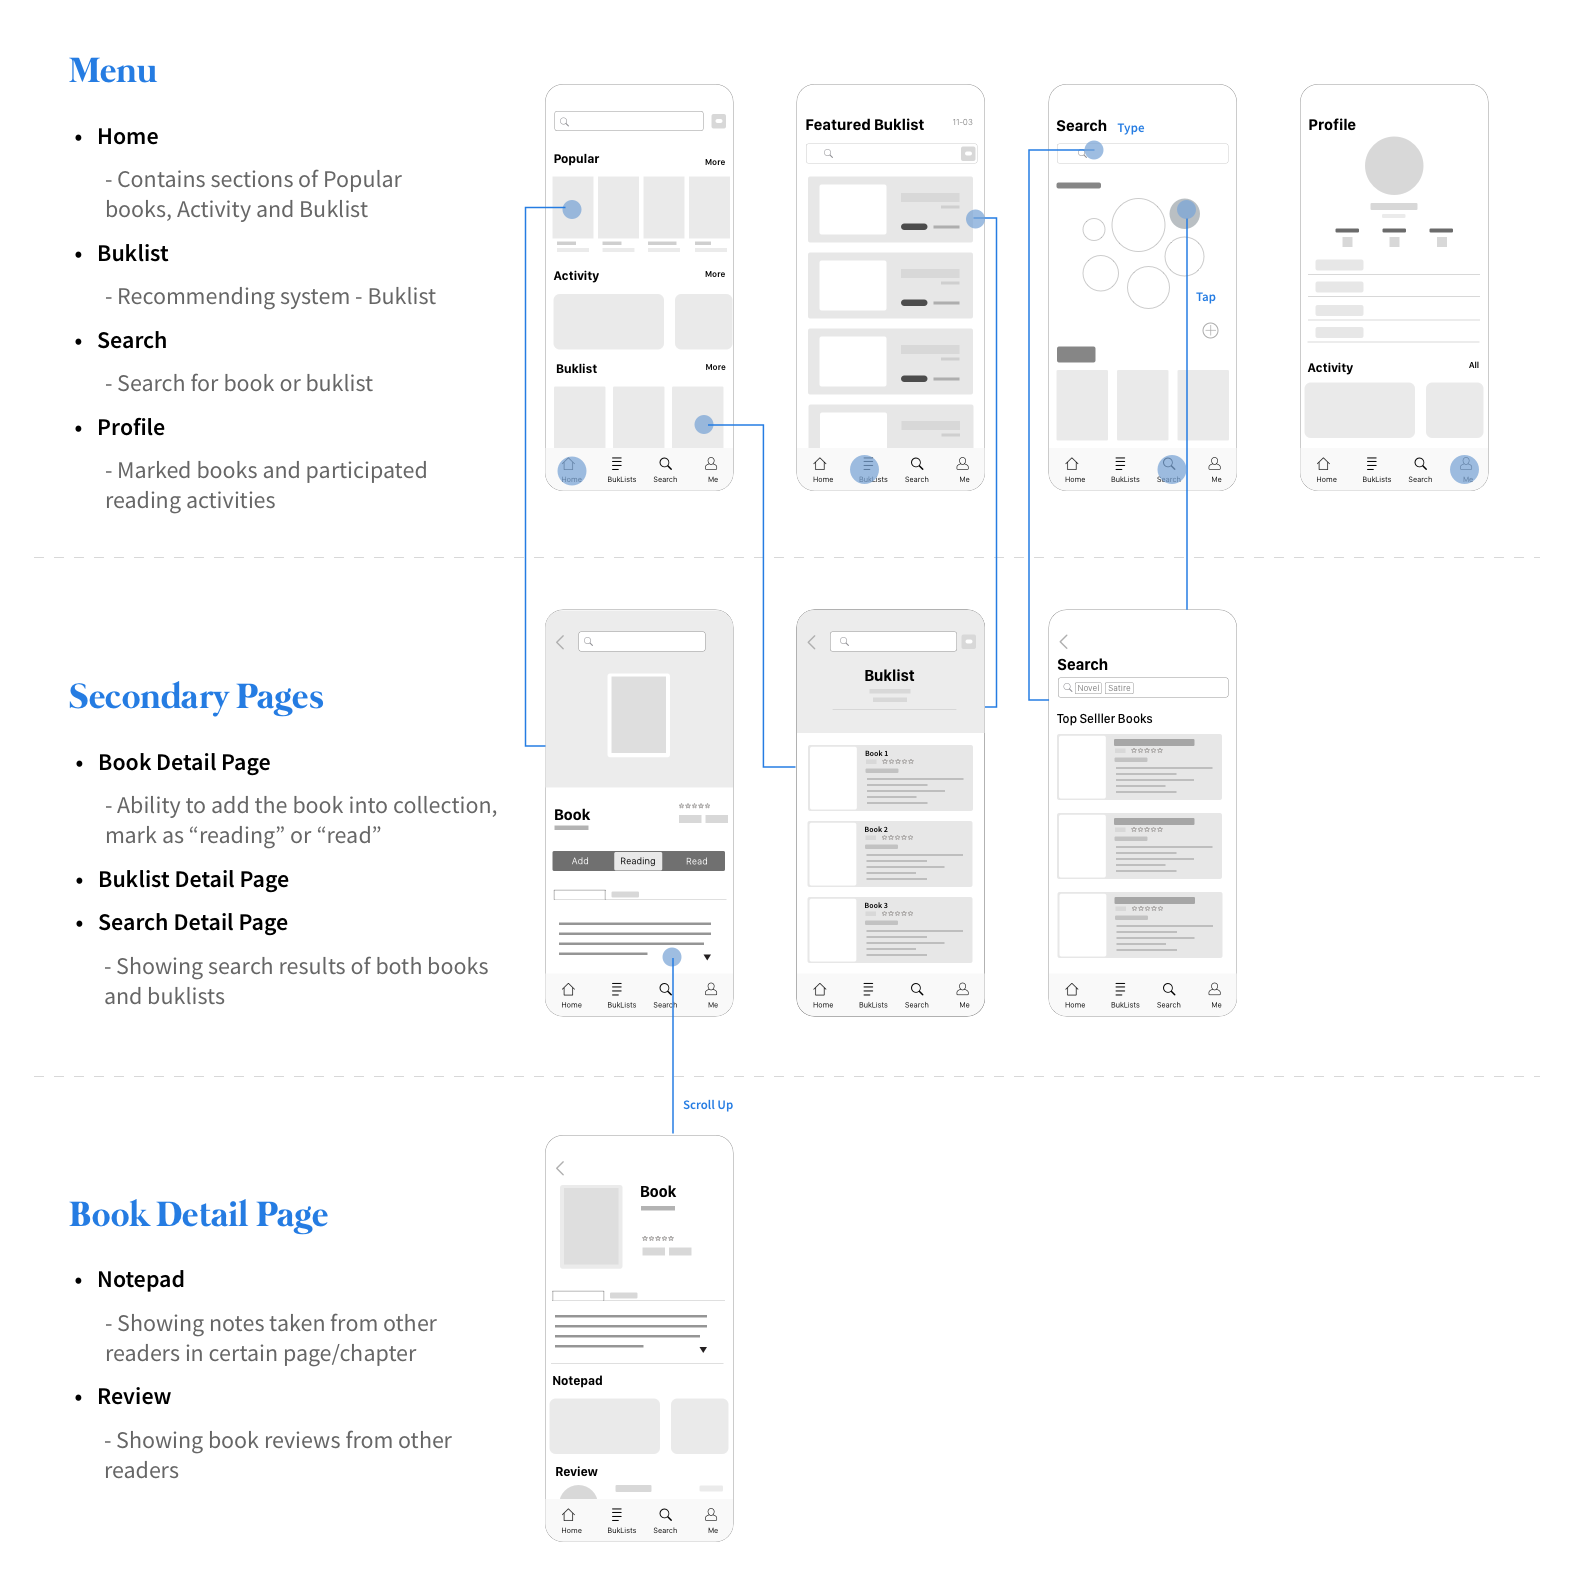 Menu
• Home
- Contains sections of Popular
books, Activity and Buklist
• Buklist
- Recommending system - Buklist
• Search
- Search for book or buklist
• Profile
- Marked books and participated
reading activities
Popular
More
Activity
More
Buklist
More
Home BukLists Search Me
Featured Buklist 11-03
Home BukLists Search Me
Search Type
Tap
Home BukLists Search Me
Profile
Activity All
Home BukLists Search Me
Secondary Pages
• Book Detail Page
- Ability to add the book into collection,
mark as “reading” or “read”
• Buklist Detail Page
• Search Detail Page
- Showing search results of both books
and buklists
Book
Add Reading Read
Home BukLists Search Me
Buklist
Book 1
Book 2
Book 3
Home BukLists Search Me
Search
Novel Satire
Top Selller Books
Home BukLists Search Me
Scroll Up
Book Detail Page
• Notepad
- Showing notes taken from other
readers in certain page/chapter
• Review
- Showing book reviews from other
readers
Book
Notepad
Review
Home BukLists Search Me